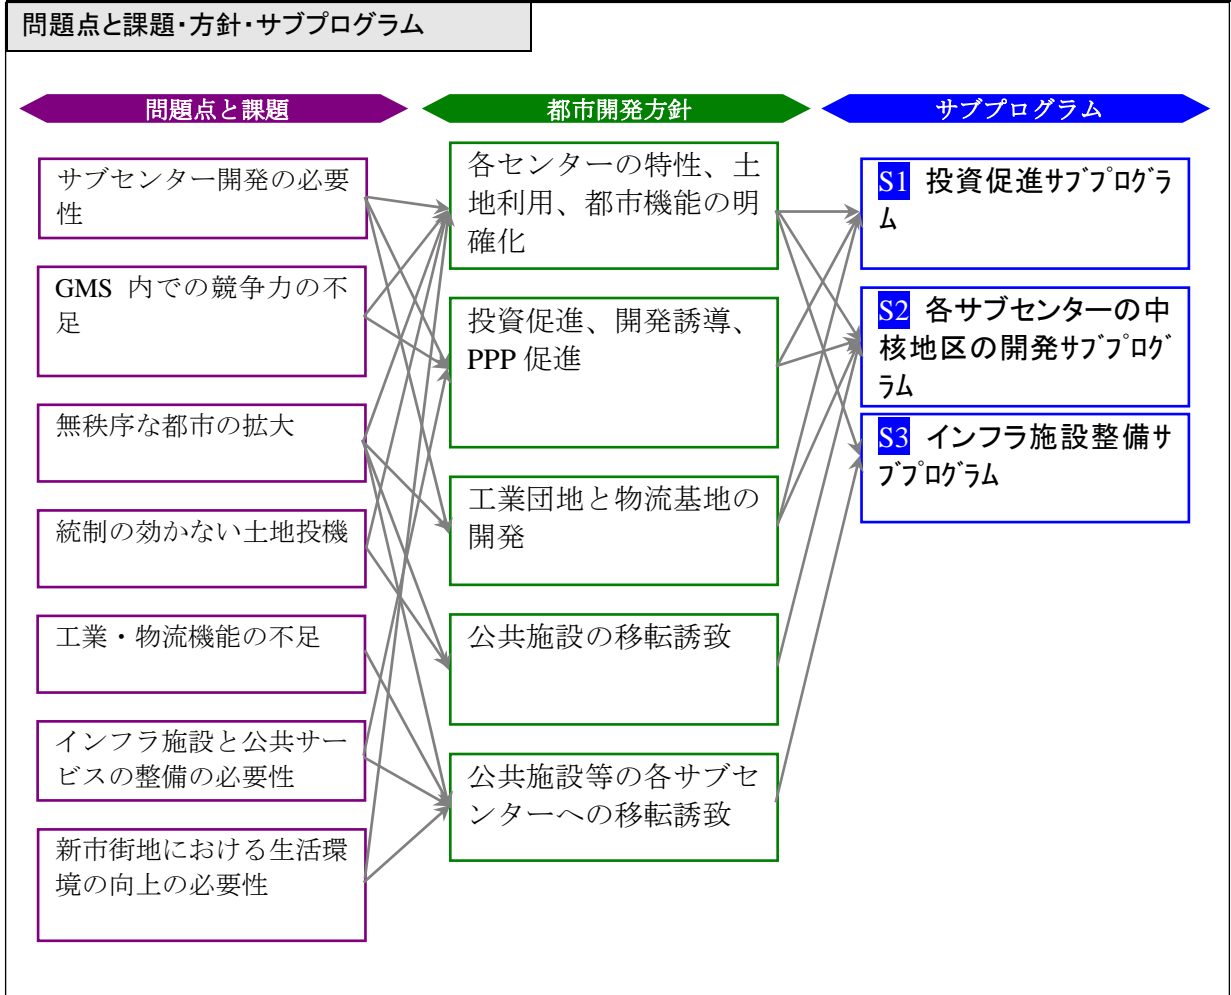 問題点と課題・方針・サブプログラム
問題点と課題
都市開発方針
サブプログラム
サブセンター開発の必要
性
GMS 内での競争力の不
足
無秩序な都市の拡大
統制の効かない土地投機
工業・物流機能の不足
インフラ施設と公共サー
ビスの整備の必要性
新市街地における生活環
境の向上の必要性
各センターの特性、土
地利用、都市機能の明
確化
投資促進、開発誘導、
PPP 促進
工業団地と物流基地の
開発
公共施設の移転誘致
公共施設等の各サブセ
ンターへの移転誘致
S1 投資促進ｻﾌﾞﾌﾟﾛｸﾞﾗ
ﾑ
S2 各サブセンターの中
核地区の開発ｻﾌﾞﾌﾟﾛｸﾞ
ﾗﾑ
S3 インフラ施設整備ｻ
ﾌﾞﾌﾟﾛｸﾞﾗﾑ